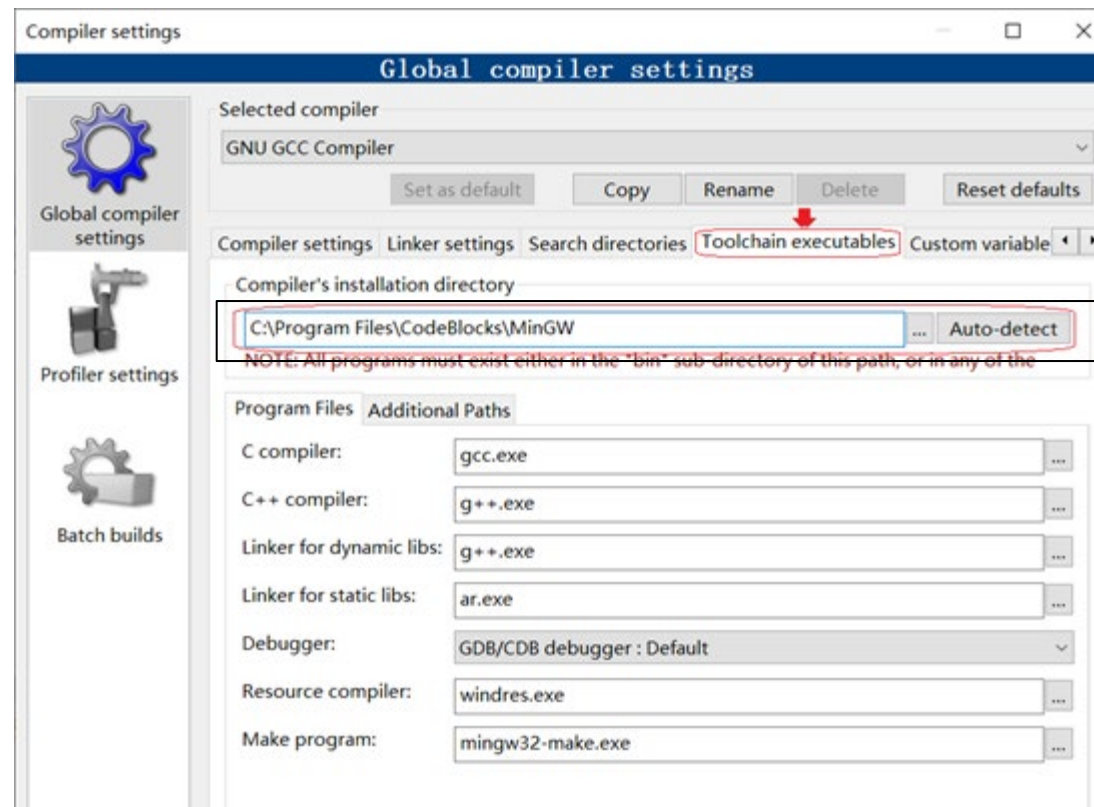 Compiler settings
Global compiler settings
Selected compiler
GNU GCC Compiler
Set as default Copy Rename Delete Reset defaults
Global compiler
settings
Compiler settings Linker settings Search directories Toolchain executables Custom variable
Compiler's installation directory
C:\Program Files\CodeBlocks\MinGW ... Auto-detect
NOTE: All programs must exist either in the "bin" sub-directory of this path, or in any of the
Profiler settings
Program Files Additional Paths
C compiler: gcc.exe ...
C++ compiler: g++.exe ...
Batch builds
Linker for dynamic libs: g++.exe ...
Linker for static libs: ar.exe ...
Debugger: GDB/CDB debugger : Default
Resource compiler: windres.exe ...
Make program: mingw32-make.exe ...